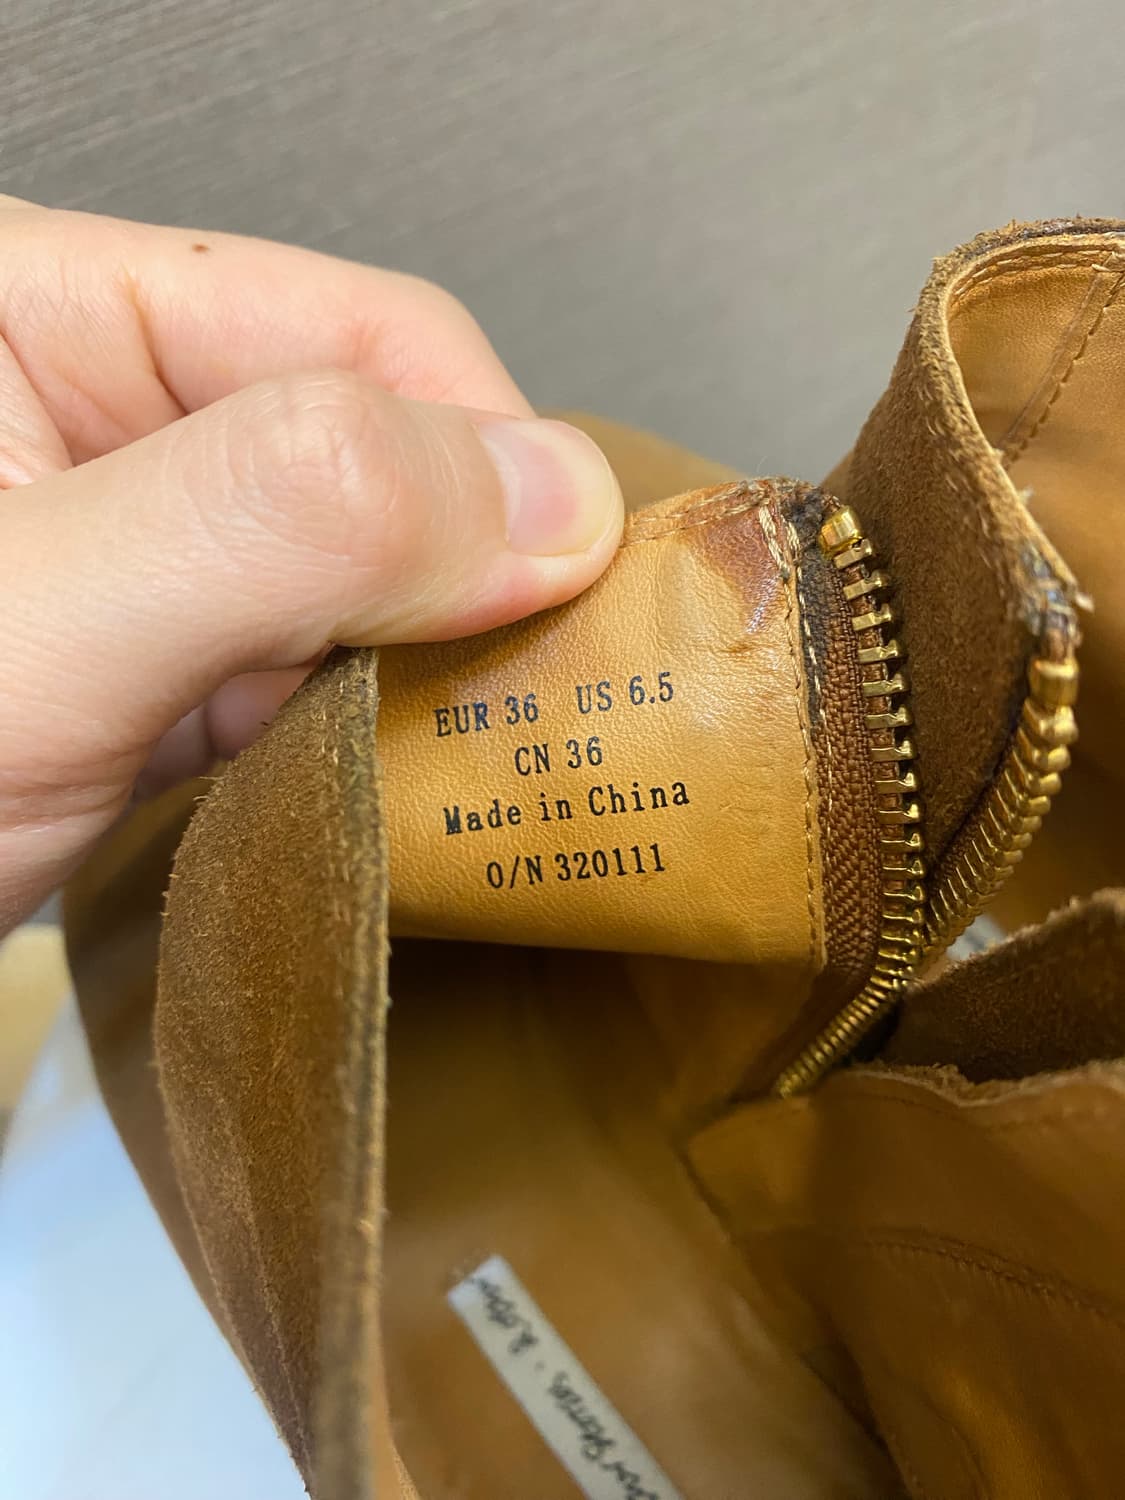 EUR 36 US 6.5
CN 36
Made in China
O/N 320111